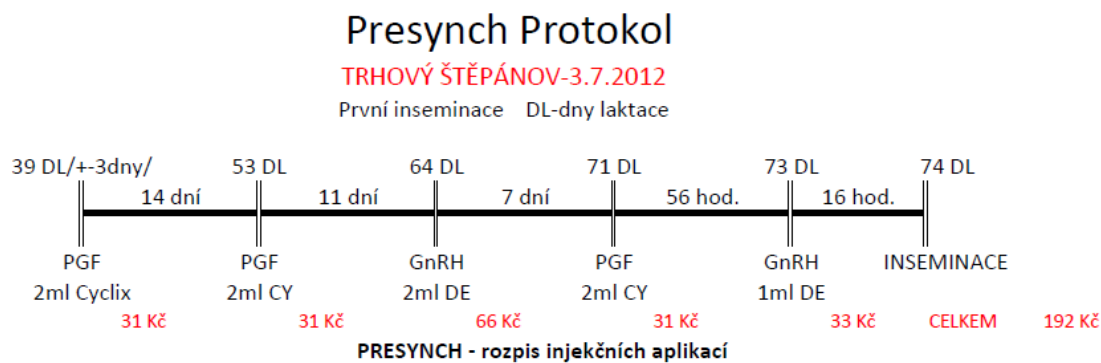 Presynch Protokol
TRHOVÝ ŠTĚPÁNOV-3.7.2012
První inseminace DL-dny laktace
39 DL/+-3dny/ 53 DL 64 DL 71 DL 73 DL 74 DL
14 dní 11 dní 7 dní 56 hod. 16 hod.
PGF PGF GnRH PGF GnRH INSEMINACE
2ml Cyclix 2ml CY 2ml DE 2ml CY 1ml DE
31 Kč 31 Kč 66 Kč 31 Kč 33 Kč CELKEM 192 Kč
PRESYNCH - rozpis injekčních aplikací